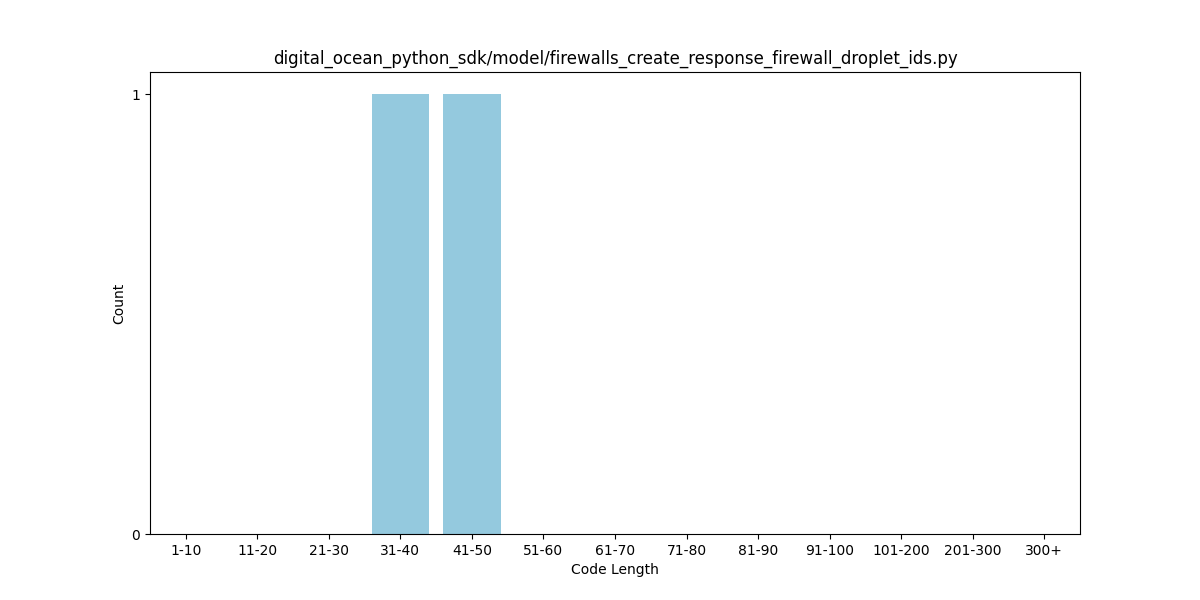 digital_ocean_python_sdk/model/firewalls_create_response_firewall_droplet_ids.py
1
Count
0
1-10 11-20 21-30 31-40 41-50 51-60 61-70 71-80 81-90 91-100 101-200 201-300 300+
Code Length